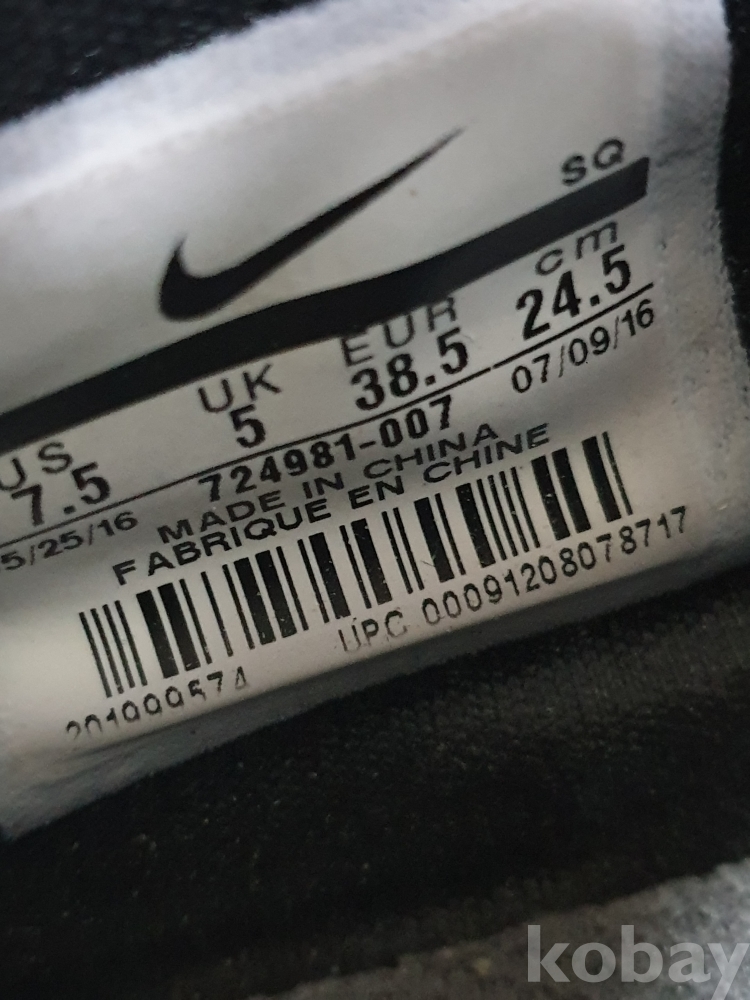 SQ
US UK EUR cm
7.5 5 38.5 24.5
5/25/16 724981-007 07/09/16
MADE IN CHINA
FABRIQUE EN CHINE
UPC 00091208078717
kobay